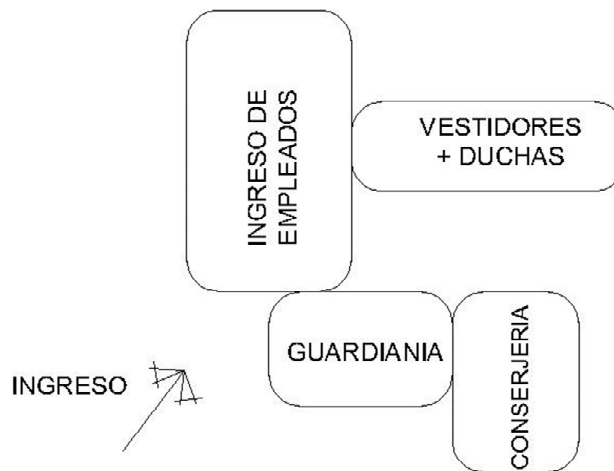 INGRESO DE
EMPLEADOS
VESTIDORES
+ DUCHAS
GUARDIANIA
CONSERJERIA
INGRESO